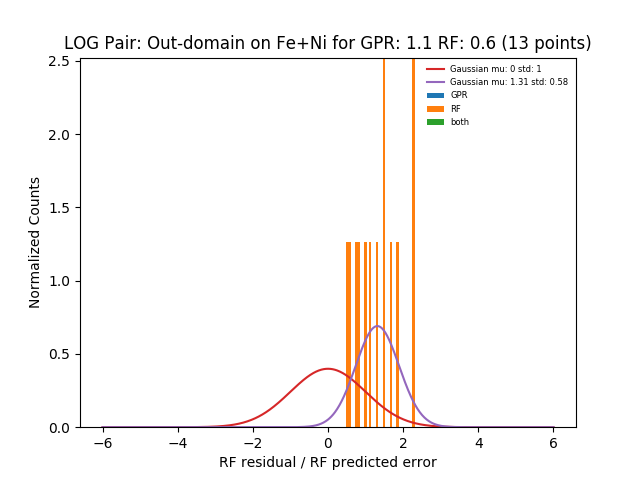 LOG Pair: Out-domain on Fe+Ni for GPR: 1.1 RF: 0.6 (13 points)
Gaussian mu: 0 std: 1
Gaussian mu: 1.31 std: 0.58
GPR
RF
both
Normalized Counts
2.5
2.0
1.5
1.0
0.5
0.0
−6 −4 −2 0 2 4 6
RF residual / RF predicted error